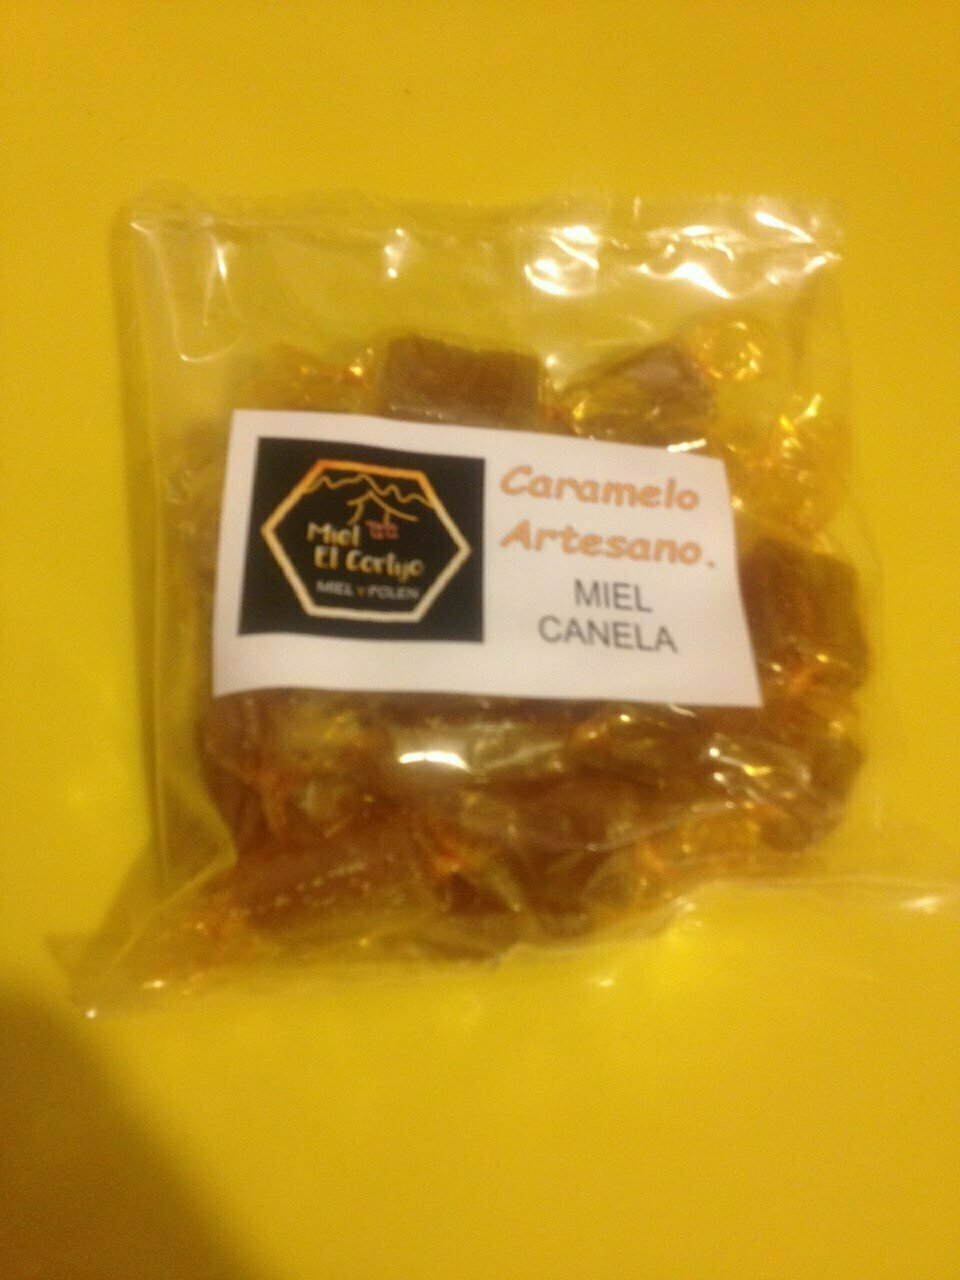 Miel
El Cortijo
MIEL Y POLEN
Caramelo
Artesano.
MIEL
CANELA